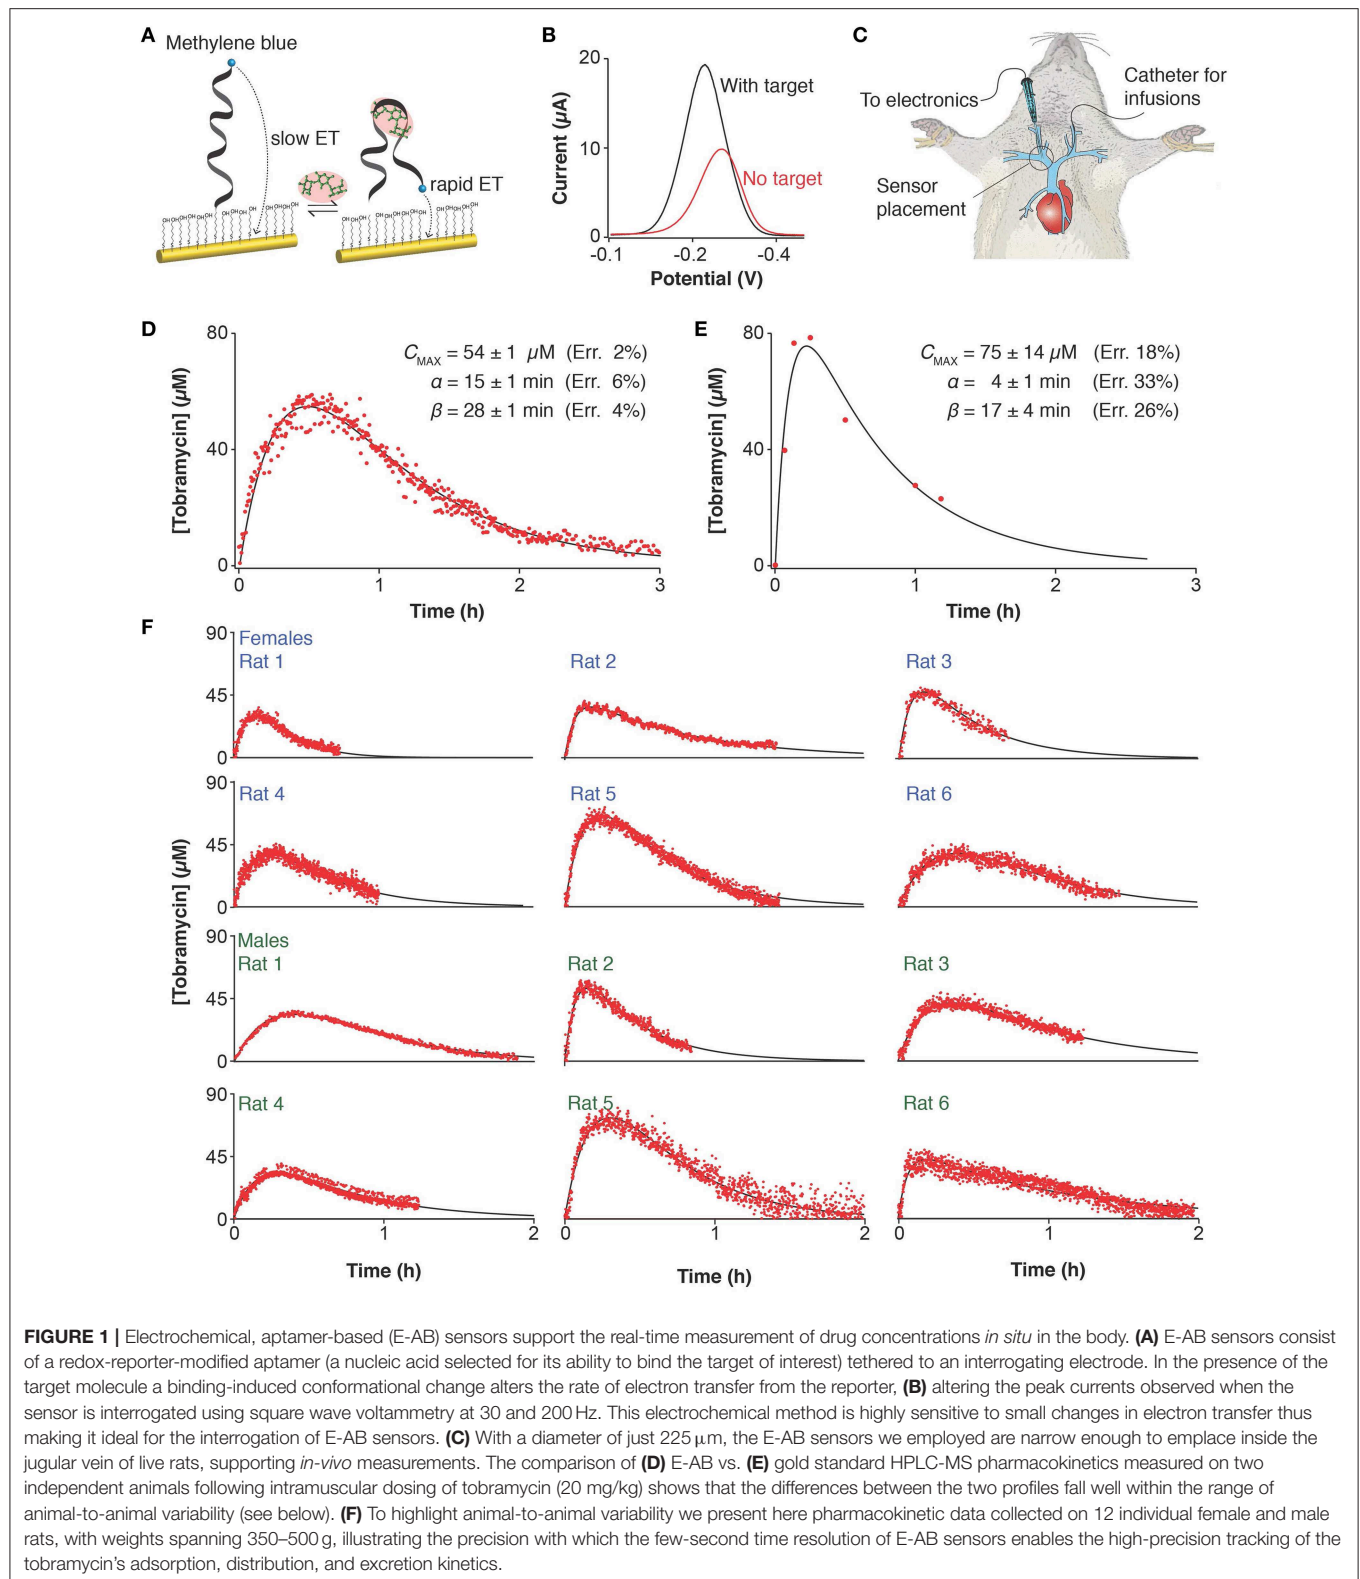 A
Methylene blue
slow ET
rapid ET
OH OH OH OH OH OH OH OH OH OH OH OH
B
20
10
0
Current (µA)
With target
No target
-0.1
-0.2
-0.4
Potential (V)
C
To electronics
Catheter for
infusions
Sensor
placement
D
80
40
0
[Tobramycin] (µM)
CMAX = 54 ± 1 µM (Err. 2%)
α = 15 ± 1 min (Err. 6%)
β = 28 ± 1 min (Err. 4%)
0
1
2
3
Time (h)
E
80
40
0
[Tobramycin] (µM)
CMAX = 75 ± 14 µM (Err. 18%)
α = 4 ± 1 min (Err. 33%)
β = 17 ± 4 min (Err. 26%)
0
1
2
3
Time (h)
F
[Tobramycin] (µM)
90
45
0
Females
Rat 1
Rat 2
Rat 3
90
45
0
Rat 4
Rat 5
Rat 6
90
45
0
Males
Rat 1
Rat 2
Rat 3
90
45
0
Rat 4
Rat 5
Rat 6
0 1 2
0 1 2
0 1 2
Time (h)
Time (h)
Time (h)
FIGURE 1 | Electrochemical, aptamer-based (E-AB) sensors support the real-time measurement of drug concentrations in situ in the body. (A) E-AB sensors consist
of a redox-reporter-modified aptamer (a nucleic acid selected for its ability to bind the target of interest) tethered to an interrogating electrode. In the presence of the
target molecule a binding-induced conformational change alters the rate of electron transfer from the reporter, (B) altering the peak currents observed when the
sensor is interrogated using square wave voltammetry at 30 and 200 Hz. This electrochemical method is highly sensitive to small changes in electron transfer thus
making it ideal for the interrogation of E-AB sensors. (C) With a diameter of just 225 µm, the E-AB sensors we employed are narrow enough to emplace inside the
jugular vein of live rats, supporting in-vivo measurements. The comparison of (D) E-AB vs. (E) gold standard HPLC-MS pharmacokinetics measured on two
independent animals following intramuscular dosing of tobramycin (20 mg/kg) shows that the differences between the two profiles fall well within the range of
animal-to-animal variability (see below). (F) To highlight animal-to-animal variability we present here pharmacokinetic data collected on 12 individual female and male
rats, with weights spanning 350–500 g, illustrating the precision with which the few-second time resolution of E-AB sensors enables the high-precision tracking of the
tobramycin's adsorption, distribution, and excretion kinetics.